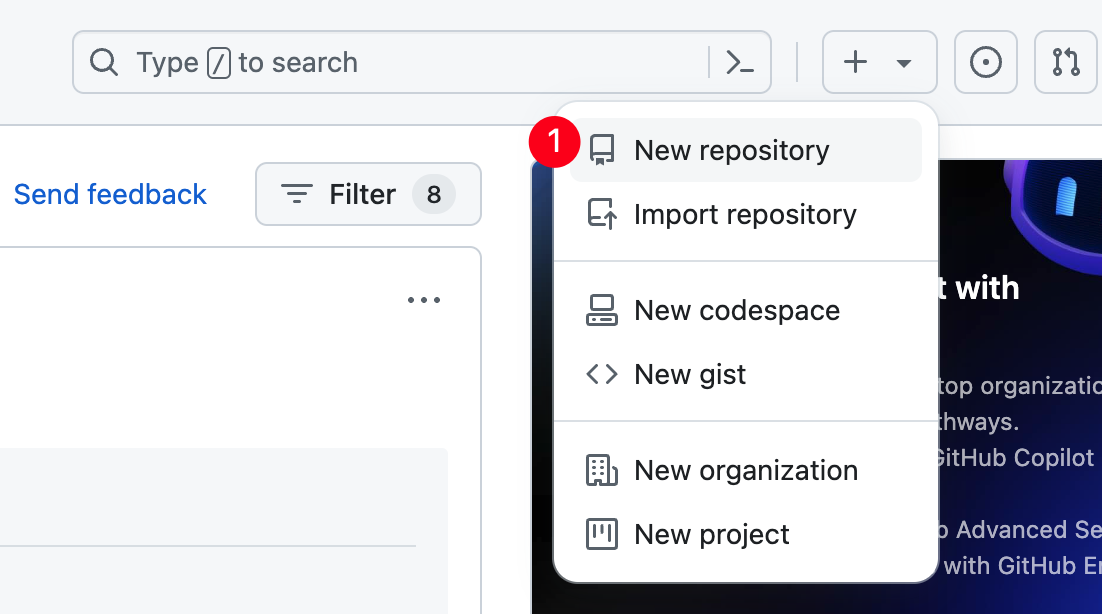 Type / to search
Send feedback
Filter 8
1
New repository
Import repository
New codespace
New gist
New organization
New project
t with
top organizatio
thways.
GitHub Copilot
Advanced Se
with GitHub En